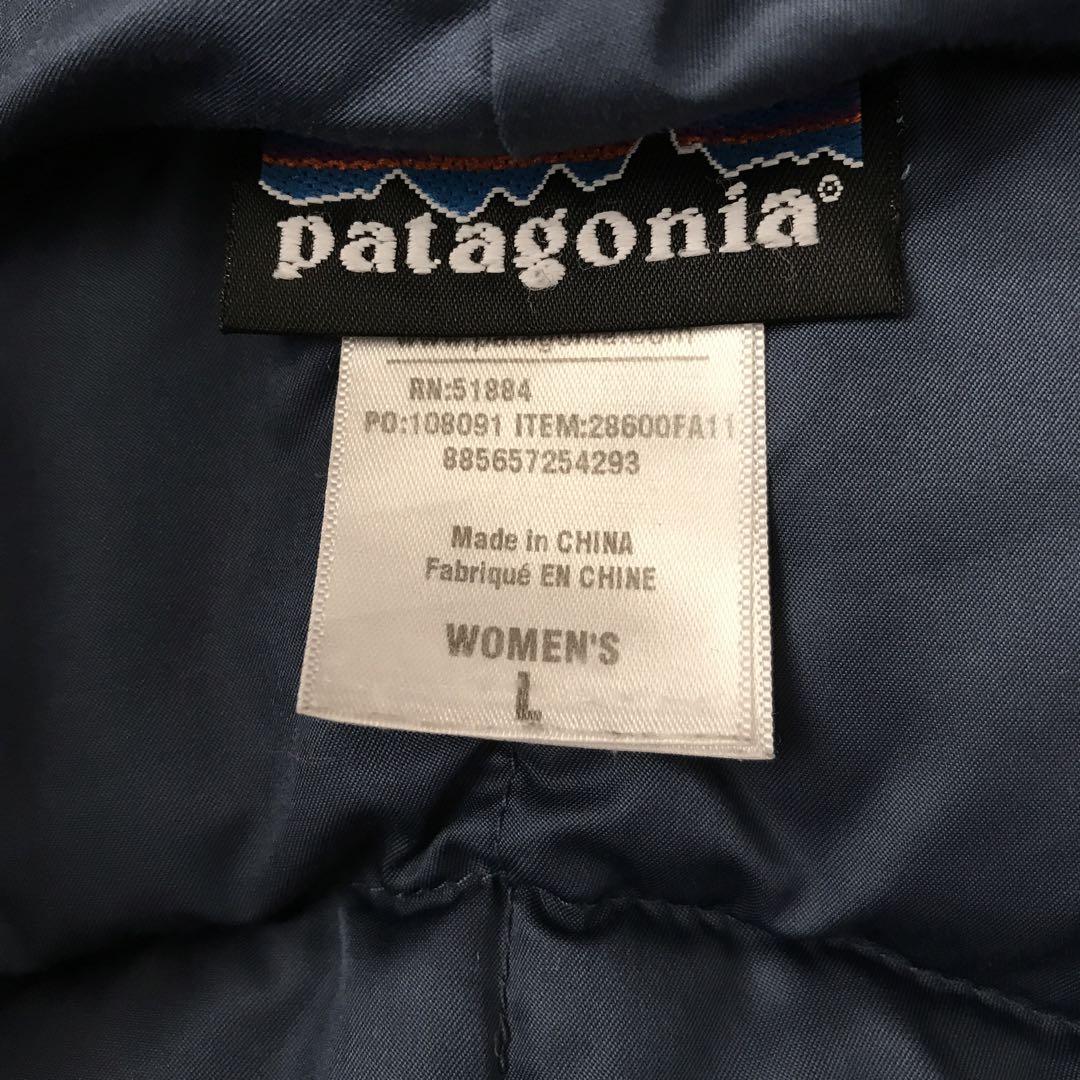 patagonia®
RN:51884
PO:108091 ITEM:28600FA11
885657254293
Made in CHINA
Fabriqué EN CHINE
WOMEN'S
L